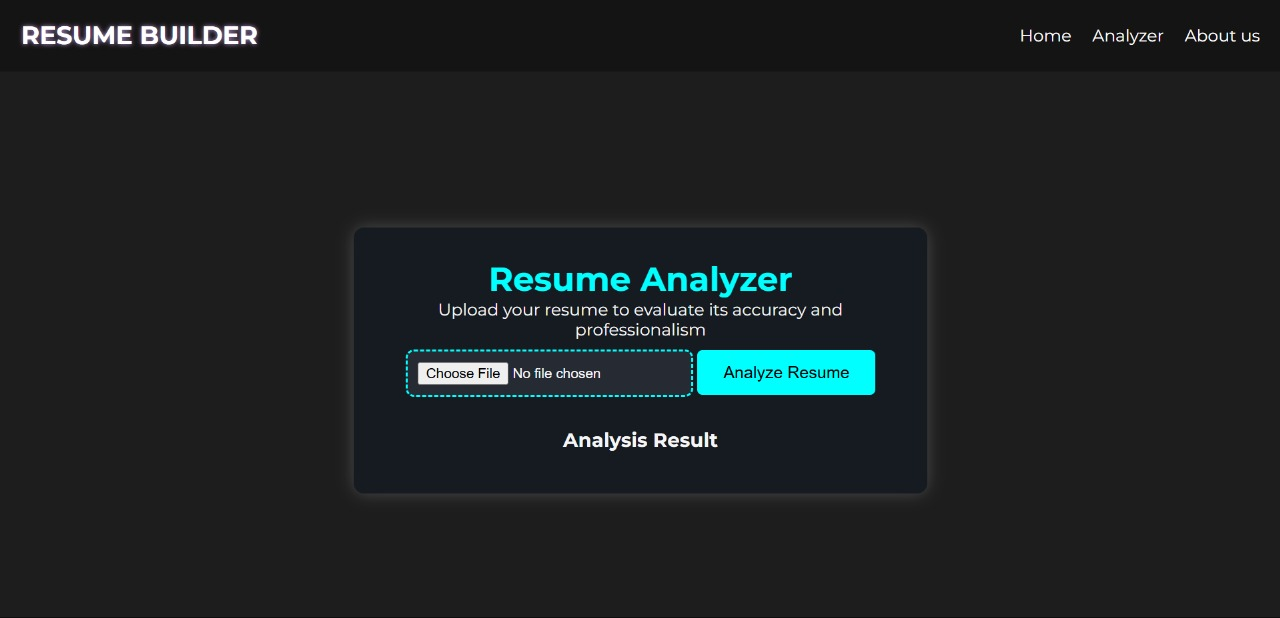 RESUME BUILDER
Home Analyzer About us
Resume Analyzer
Upload your resume to evaluate its accuracy and
professionalism
Choose File No file chosen
Analyze Resume
Analysis Result